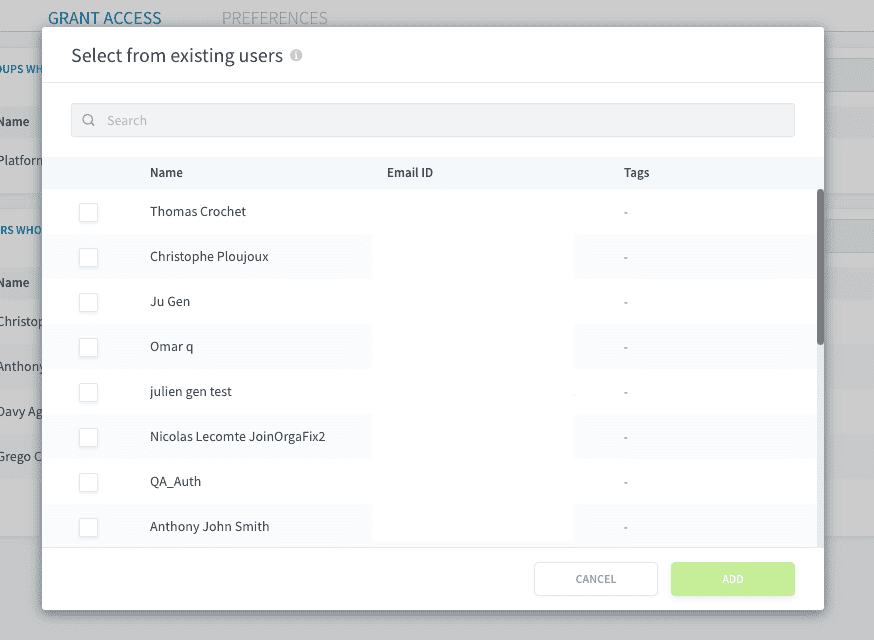 GRANT ACCESS PREFERENCES
Select from existing users
Search
Name Email ID Tags
Thomas Crochet -
Christophe Ploujoux -
Ju Gen -
Omar q -
julien gen test -
Nicolas Lecomte JoinOrgaFix2 -
QA_Auth -
Anthony John Smith -
CANCEL ADD
OUPS WH
Name
Platform
RS WHO
Name
Christop
Anthony
Davy Ag
Grego C